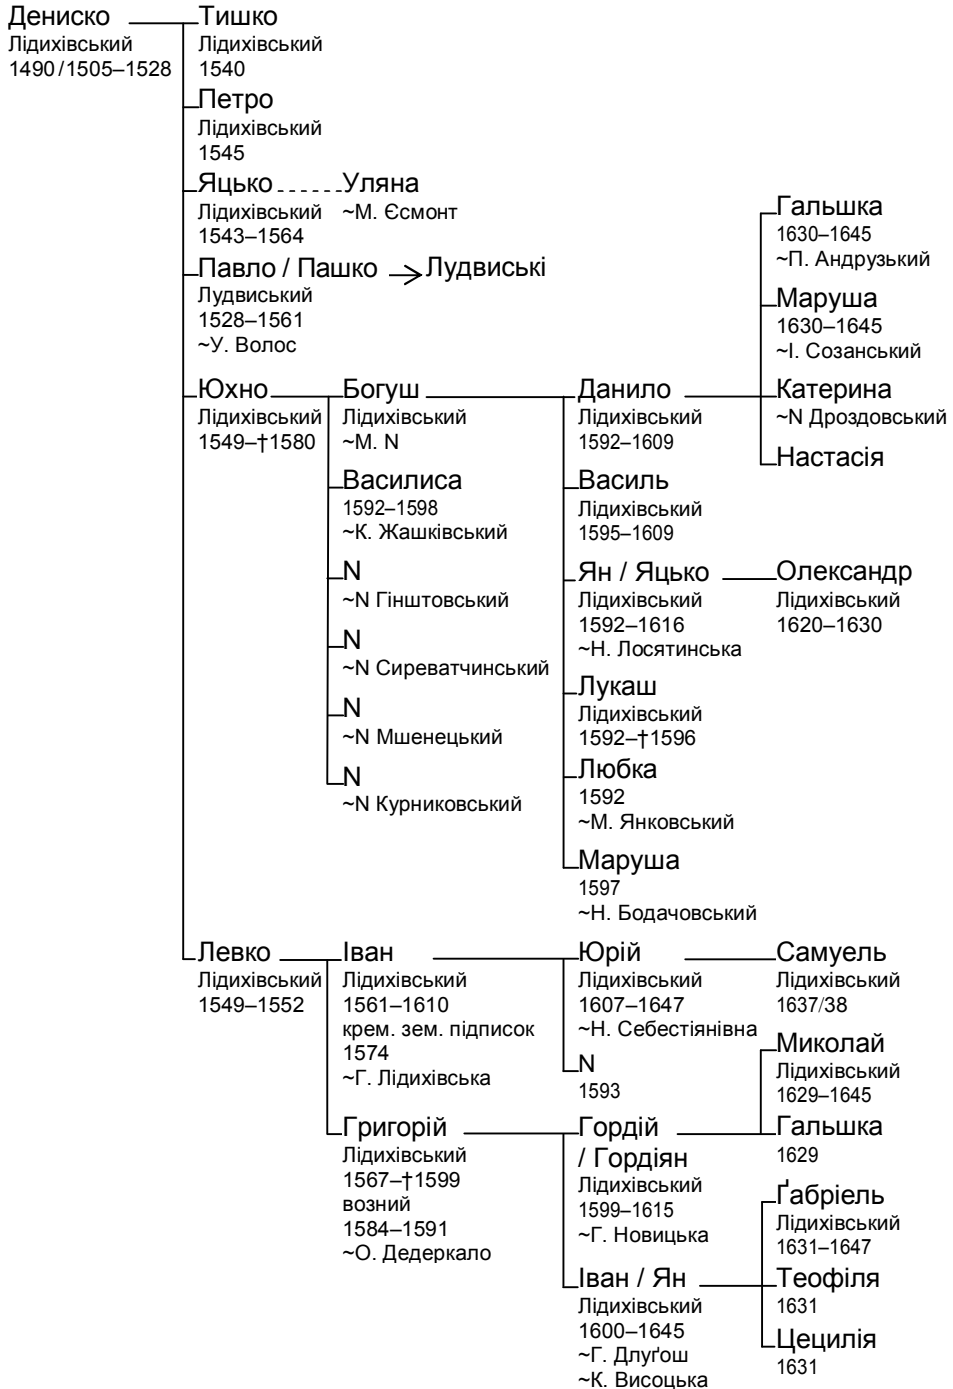 Дениско
Лідихівський
1490/1505–1528
Тишко
Лідихівський
1540
Петро
Лідихівський
1545
Яцько
Лідихівський
1543–1564
Уляна
~М. Єсмонт
Павло / Пашко
Лудвиський
1528–1561
~У. Волос
Лудвиські
Юхно
Лідихівський
1549–†1580
Богуш
Лідихівський
~М. N
Василиса
1592–1598
~К. Жашківський
N
~N Гінштовський
N
~N Сиреватчинський
N
~N Мшенецький
N
~N Курниковський
Данило
Лідихівський
1592–1609
Гальшка
1630–1645
~П. Андрузький
Маруша
1630–1645
~І. Созанський
Катерина
~N Дроздовський
Настасія
Василь
Лідихівський
1595–1609
Ян / Яцько
Лідихівський
1592–1616
~Н. Лосятинська
Олександр
Лідихівський
1620–1630
Лукаш
Лідихівський
1592–†1596
Любка
1592
~М. Янковський
Маруша
1597
~Н. Бодачовський
Левко
Лідихівський
1549–1552
Іван
Лідихівський
1561–1610
крем. зем. підписок
1574
~Г. Лідихівська
Юрій
Лідихівський
1607–1647
~Н. Себестіянівна
Самуель
Лідихівський
1637/38
N
1593
Григорій
Лідихівський
1567–†1599
возний
1584–1591
~О. Дедеркало
Гордій
/ Гордіян
Лідихівський
1599–1615
~Г. Новицька
Миколай
Лідихівський
1629–1645
Гальшка
1629
Іван / Ян
Лідихівський
1600–1645
~Г. Длуґош
~К. Висоцька
Ґабріель
Лідихівський
1631–1647
Теофіля
1631
Цецилія
1631